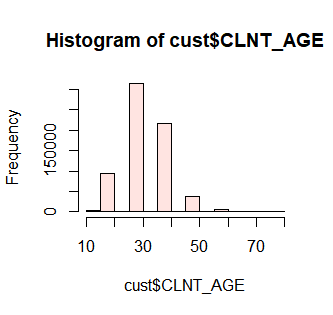 Histogram of cust$CLNT_AGE
Frequency
150000
0
10 30 50 70
cust$CLNT_AGE